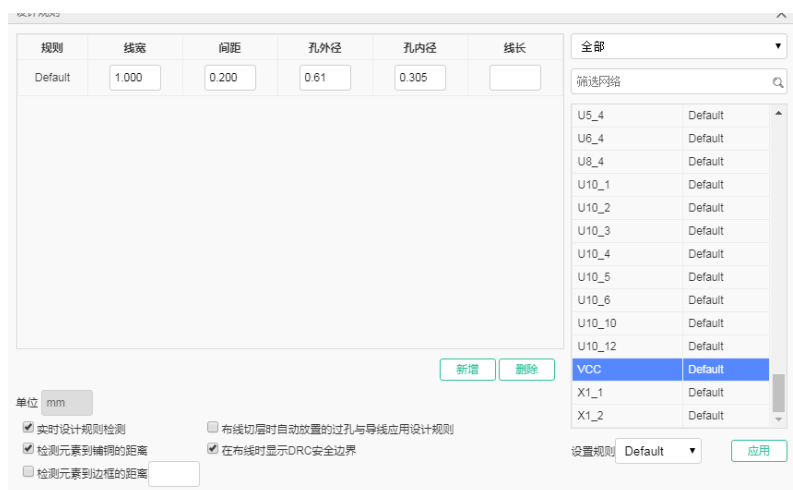 设计规则
规则 线宽 间距 孔外径 孔内径 线长
Default 1.000 0.200 0.61 0.305
新增 删除
单位 mm
实时设计规则检测 布线切层时自动放置的过孔与导线应用设计规则
检测元素到铺铜的距离 在布线时显示DRC安全边界
检测元素到边框的距离
全部
筛选网络
U5_4 Default
U6_4 Default
U8_4 Default
U10_1 Default
U10_2 Default
U10_3 Default
U10_4 Default
U10_5 Default
U10_6 Default
U10_10 Default
U10_12 Default
VCC Default
X1_1 Default
X1_2 Default
设置规则 Default 应用